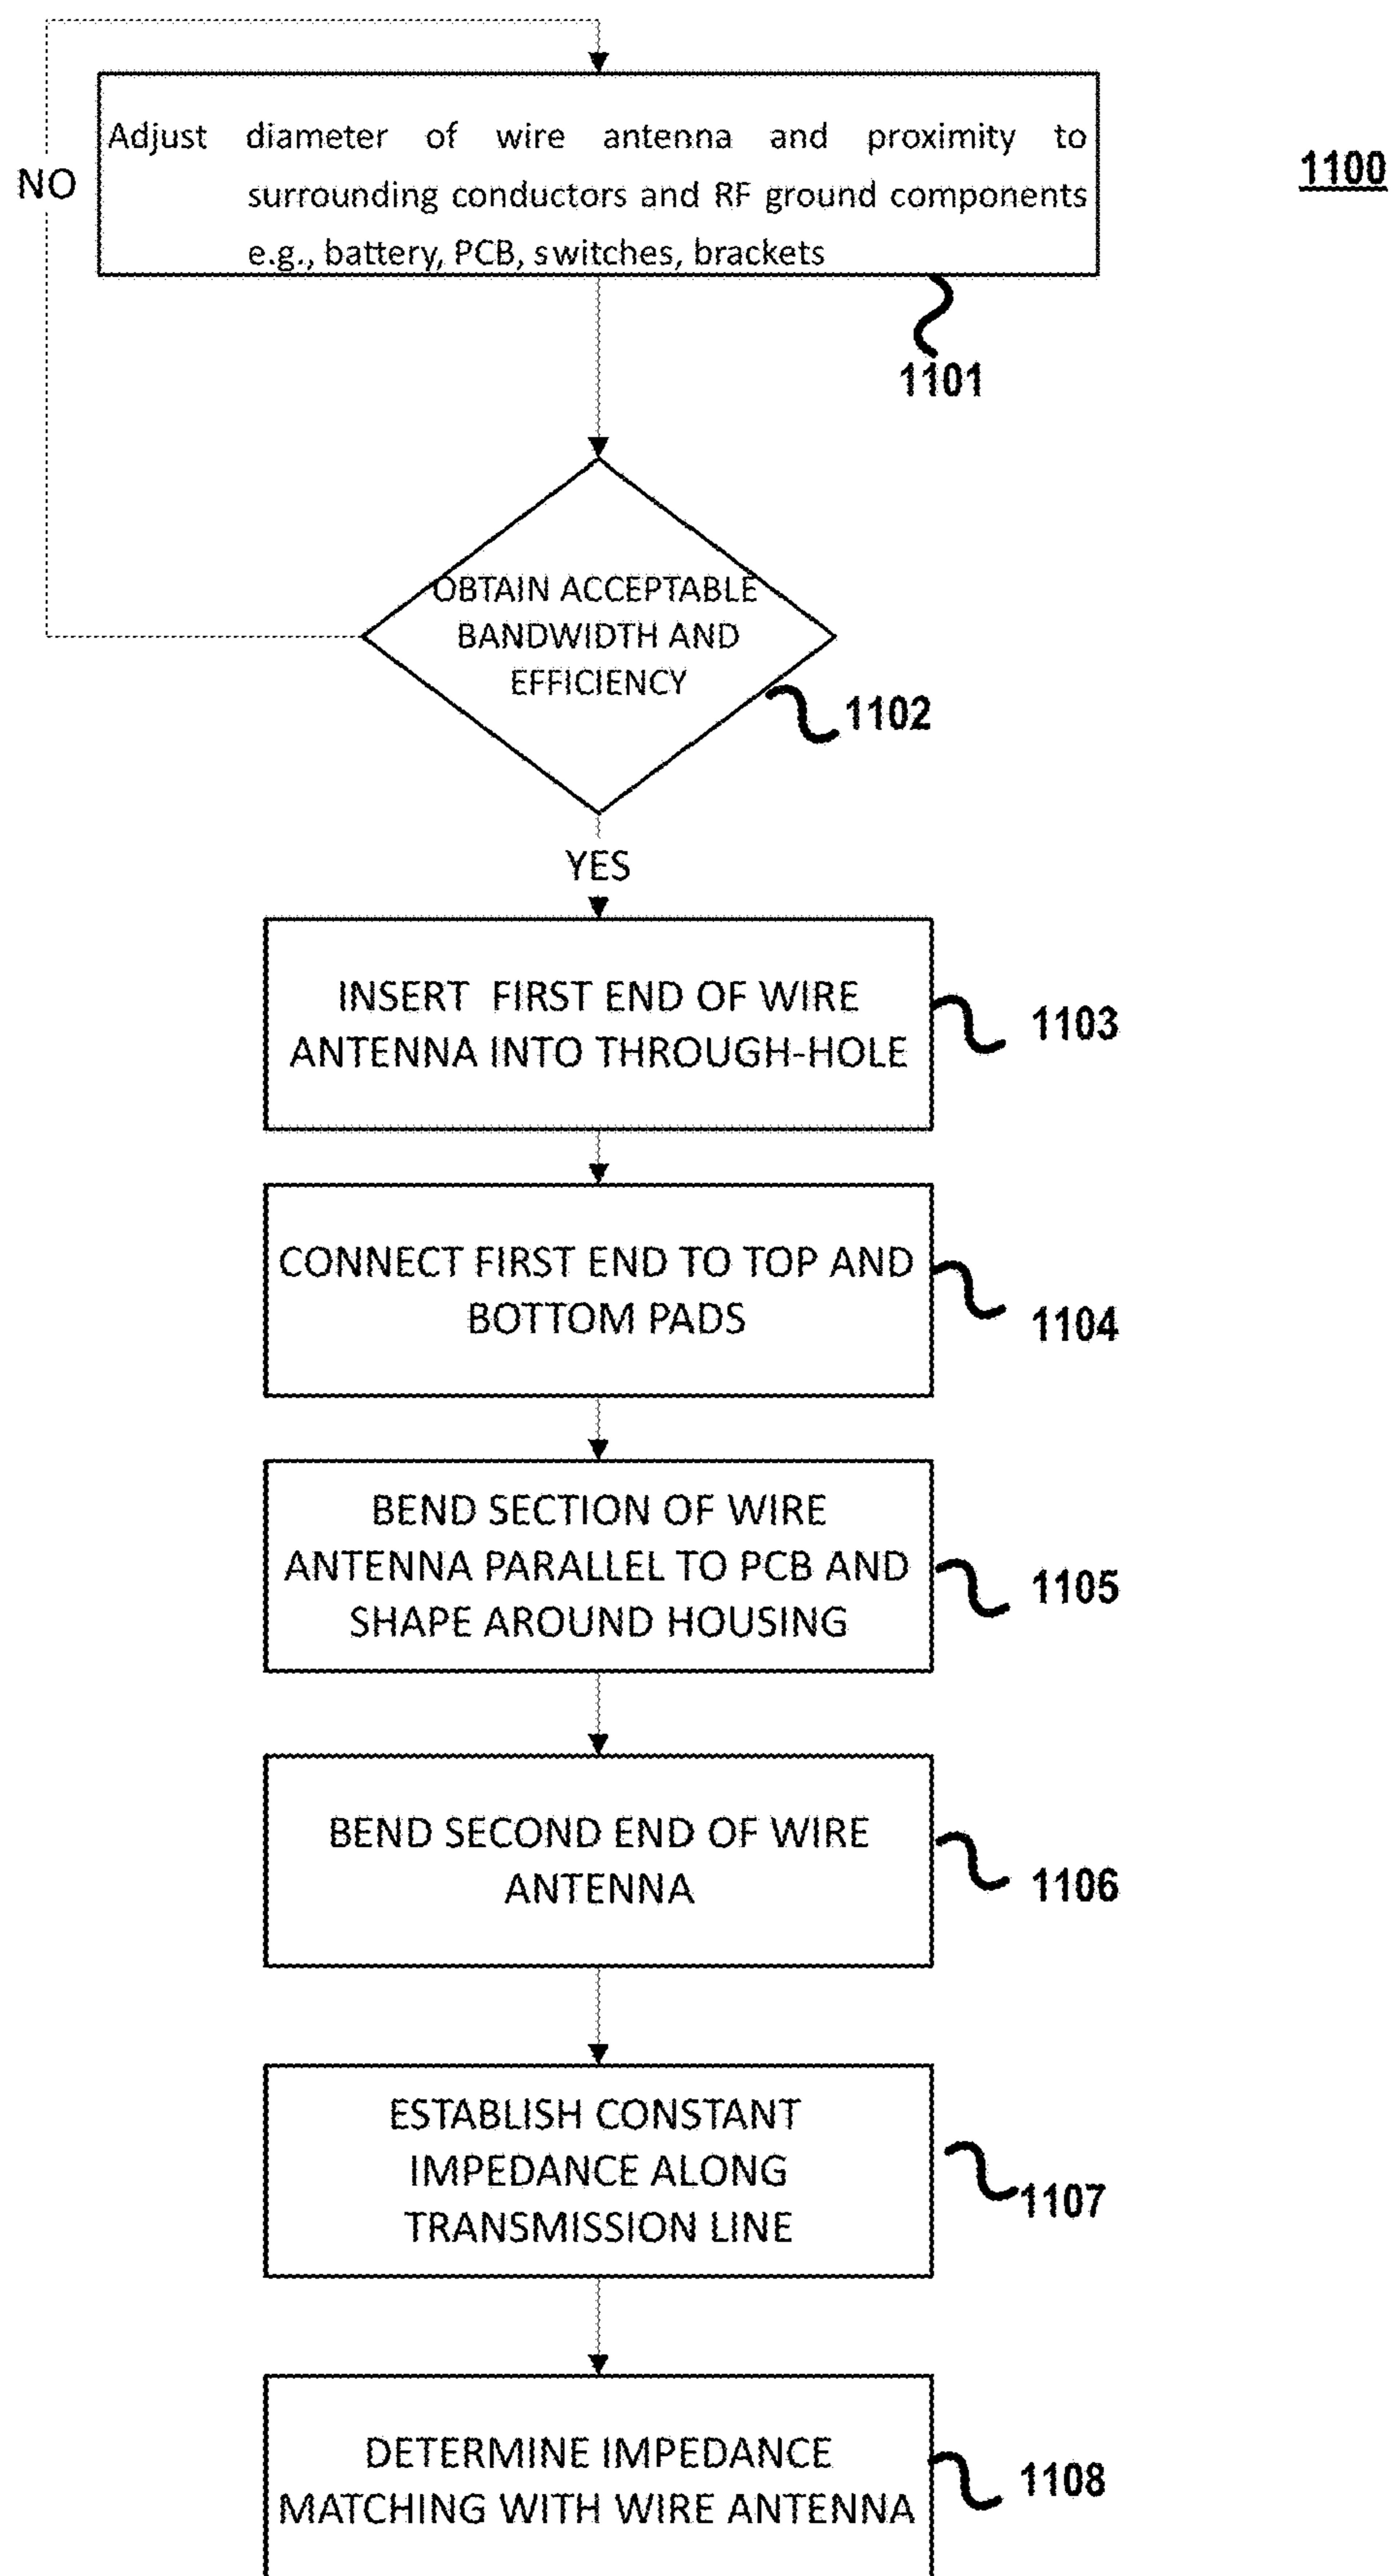 Adjust diameter of wire antenna and proximity to
surrounding conductors and RF ground components
e.g., battery, PCB, switches, brackets
1100
NO
1101
OBTAIN ACCEPTABLE
BANDWIDTH AND
EFFICIENCY
1102
YES
INSERT FIRST END OF WIRE
ANTENNA INTO THROUGH-HOLE
1103
CONNECT FIRST END TO TOP AND
BOTTOM PADS
1104
BEND SECTION OF WIRE
ANTENNA PARALLEL TO PCB AND
SHAPE AROUND HOUSING
1105
BEND SECOND END OF WIRE
ANTENNA
1106
ESTABLISH CONSTANT
IMPEDANCE ALONG
TRANSMISSION LINE
1107
DETERMINE IMPEDANCE
MATCHING WITH WIRE ANTENNA
1108